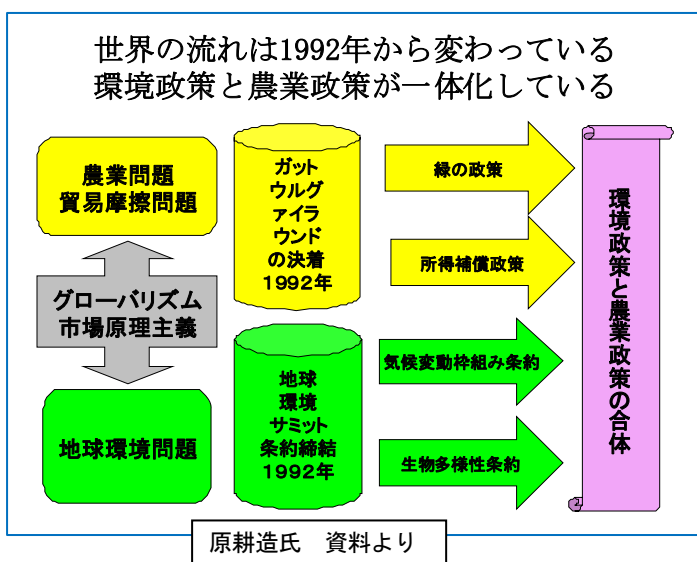 世界の流れは1992年から変わっている
環境政策と農業政策が一体化している
農業問題
貿易摩擦問題
グローバリズム
市場原理主義
地球環境問題
ガット
ウルグ
ァイラ
ウンド
の決着
1992年
地球
環境
サミット
条約締結
1992年
緑の政策
所得補償政策
気候変動枠組み条約
生物多様性条約
環境政策と農業政策の合体
原耕造氏　資料より